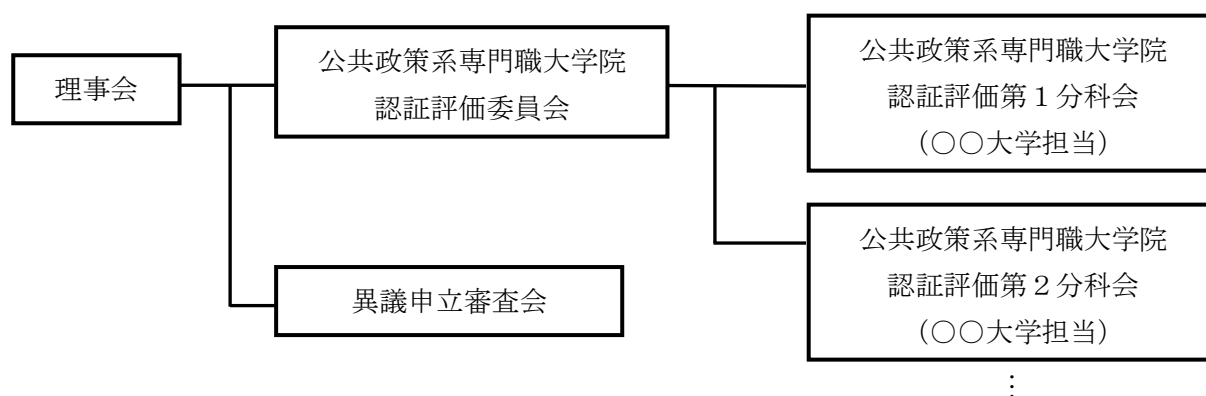 理事会
公共政策系専門職大学院
認証評価委員会
公共政策系専門職大学院
認証評価第１分科会
(○○大学担当)
公共政策系専門職大学院
認証評価第２分科会
(○○大学担当)
異議申立審査会
⋮